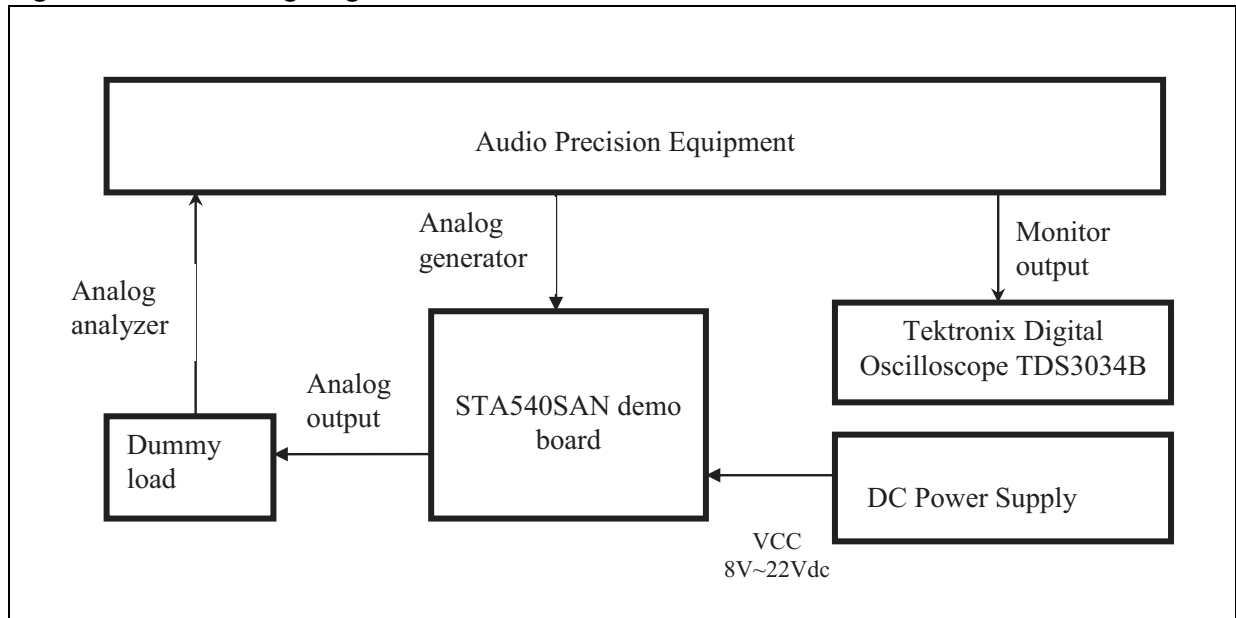 Audio Precision Equipment
Analog
generator
Monitor
output
Analog
analyzer
Tektronix Digital
Oscilloscope TDS3034B
Analog
output
STA540SAN demo
board
Dummy
load
DC Power Supply
VCC
8V~22Vdc